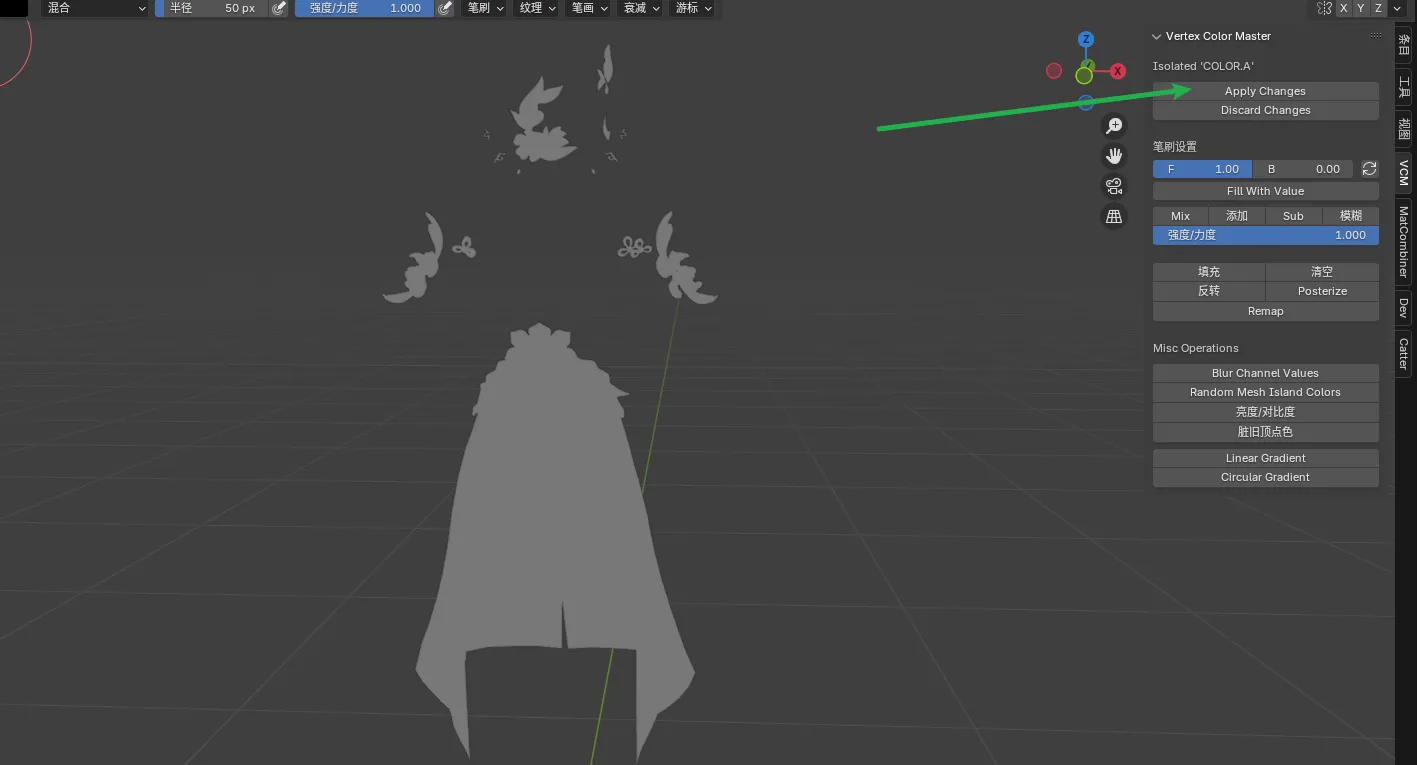 混合 半径 50 px 强度/力度 1.000 笔刷 纹理 笔画 衰减 游标 X Y Z
Vertex Color Master
Isolated 'COLOR.A'
Apply Changes
Discard Changes
笔刷设置
F 1.00 B 0.00
Fill With Value
Mix 添加 Sub 模糊
强度/力度 1.000
填充 清空
反转 Posterize
Remap
Misc Operations
Blur Channel Values
Random Mesh Island Colors
亮度/对比度
脏旧顶点色
Linear Gradient
Circular Gradient
Z
X
条目
工具
视图
VCM
MatCombiner
Dev
Catter